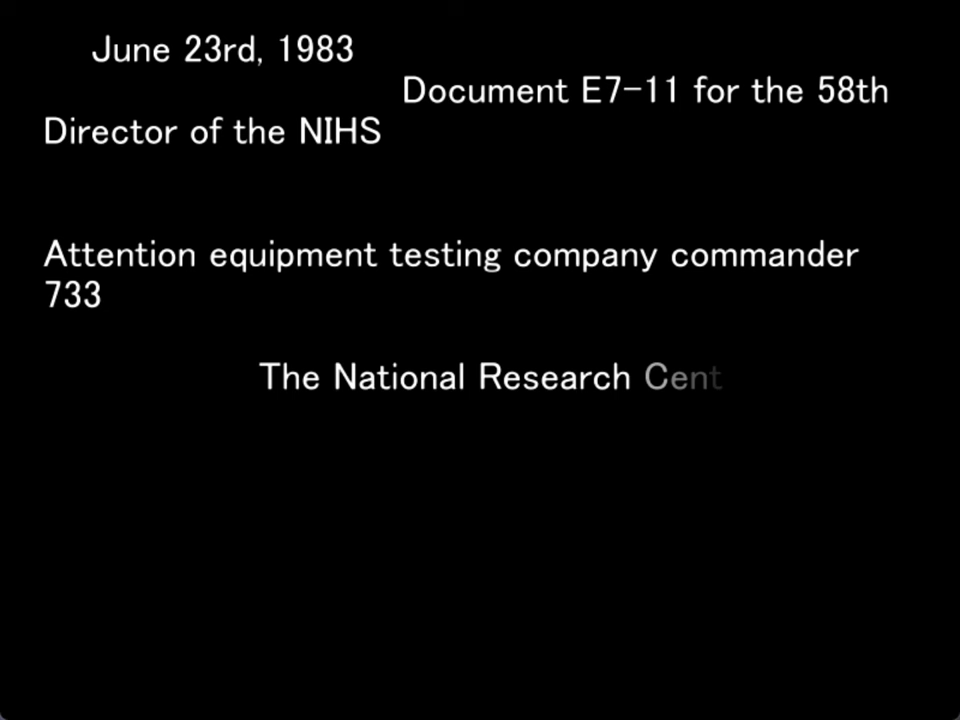 June 23rd, 1983
Document E7-11 for the 58th
Director of the NIHS
Attention equipment testing company commander
733
The National Research Cent